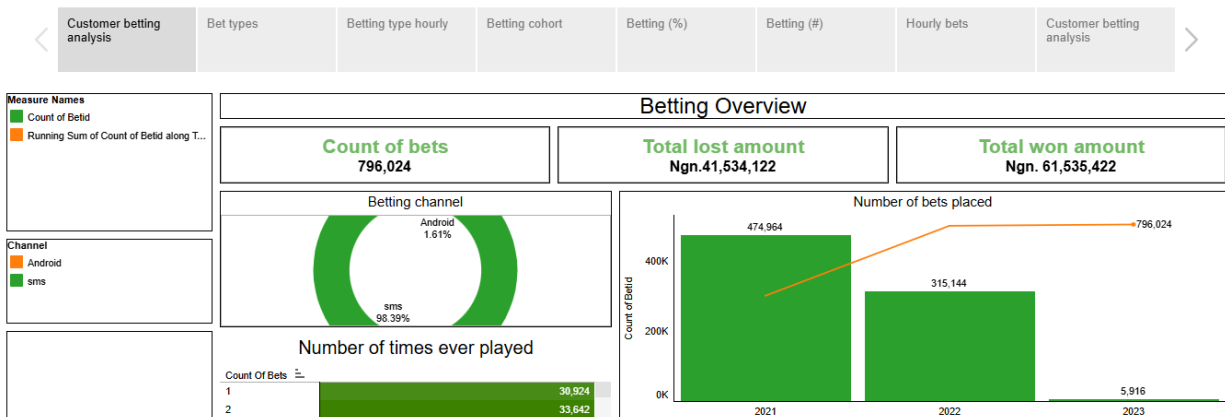 Customer betting
analysis
Bet types
Betting type hourly
Betting cohort
Betting (%)
Betting (#)
Hourly bets
Customer betting
analysis
Measure Names
Count of Betid
Running Sum of Count of Betid along T...
Channel
Android
sms
Betting Overview
Count of bets
796,024
Total lost amount
Ngn.41,534,122
Total won amount
Ngn. 61,535,422
Betting channel
Android
1.61%
sms
98.39%
Number of times ever played
Count Of Bets
1 30,924
2 33,642
Number of bets placed
Count of Betid
400K
200K
0K
474,964
315,144
5,916
796,024
2021
2022
2023